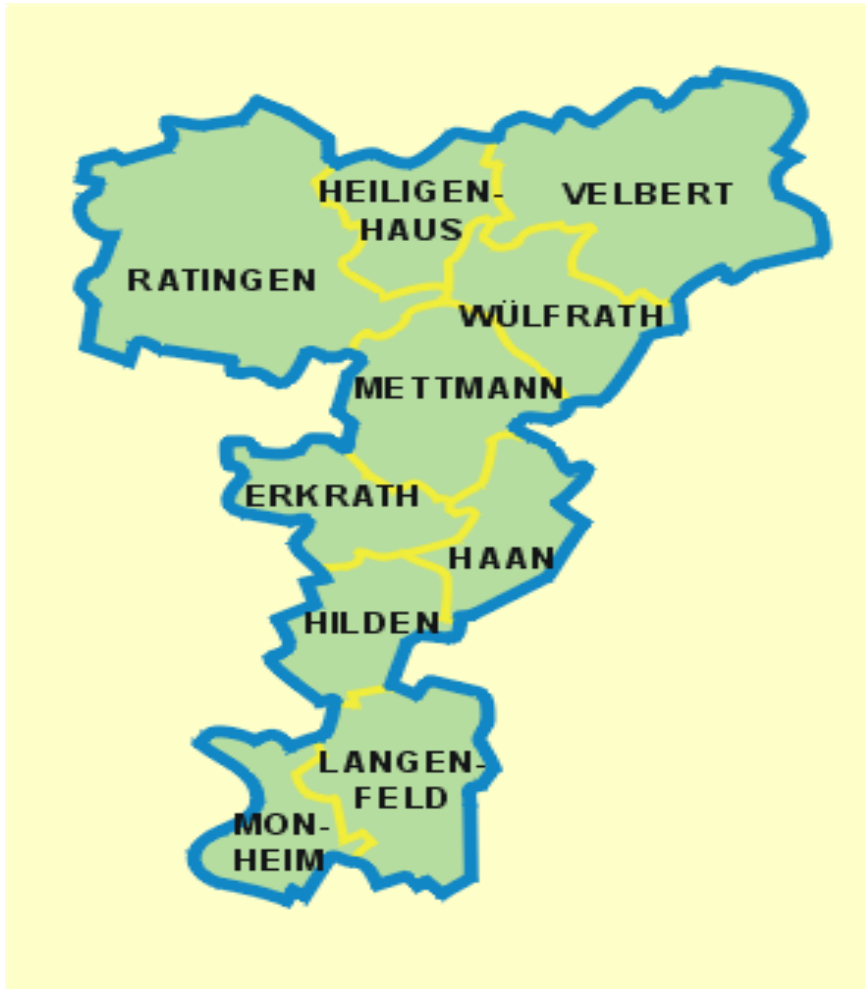 HEILIGEN-
HAUS
VELBERT
RATINGEN
WÜLFRATH
METTMANN
ERKRATH
HAAN
HILDEN
LANGEN-
FELD
MON-
HEIM